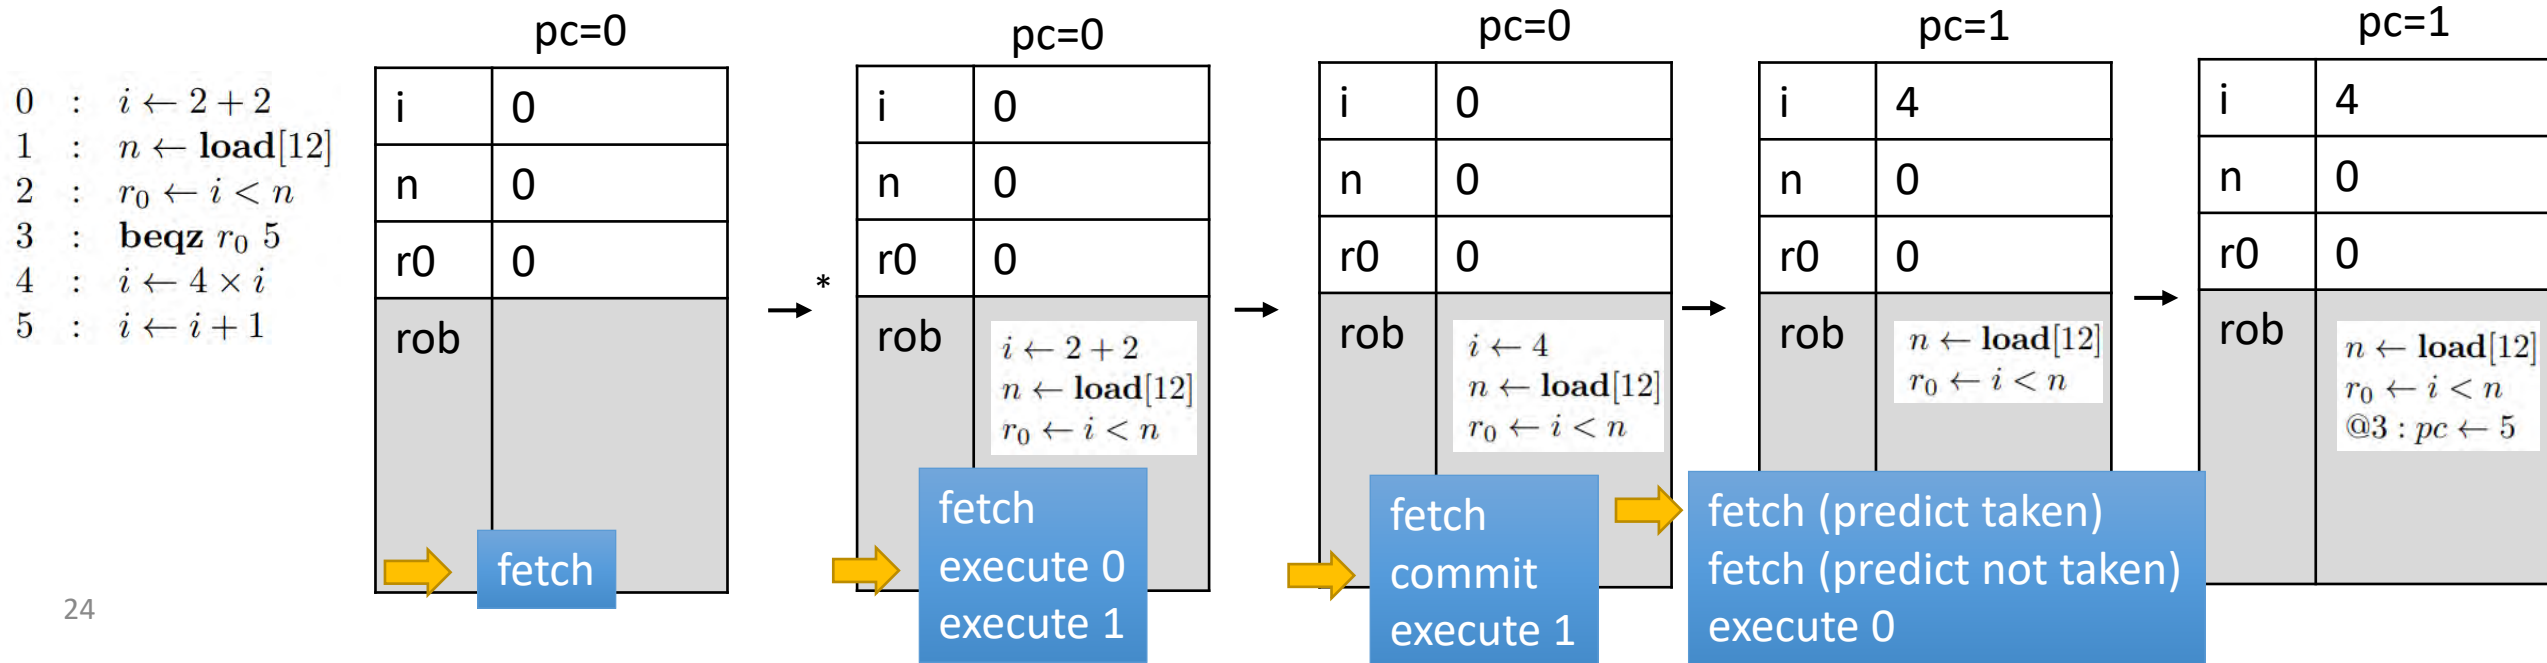 0 : i ← 2 + 2
1 : n ← load[12]
2 : r₀ ← i < n
3 : beqz r₀ 5
4 : i ← 4 × i
5 : i ← i + 1
pc=0
i 0
n 0
r0 0
rob
fetch
→*
pc=0
i 0
n 0
r0 0
rob
i ← 2 + 2
n ← load[12]
r₀ ← i < n
fetch
execute 0
execute 1
→
pc=0
i 0
n 0
r0 0
rob
i ← 4
n ← load[12]
r₀ ← i < n
fetch
commit
execute 1
→
pc=1
i 4
n 0
r0 0
rob
n ← load[12]
r₀ ← i < n
fetch (predict taken)
fetch (predict not taken)
execute 0
→
pc=1
i 4
n 0
r0 0
rob
n ← load[12]
r₀ ← i < n
@3 : pc ← 5
24